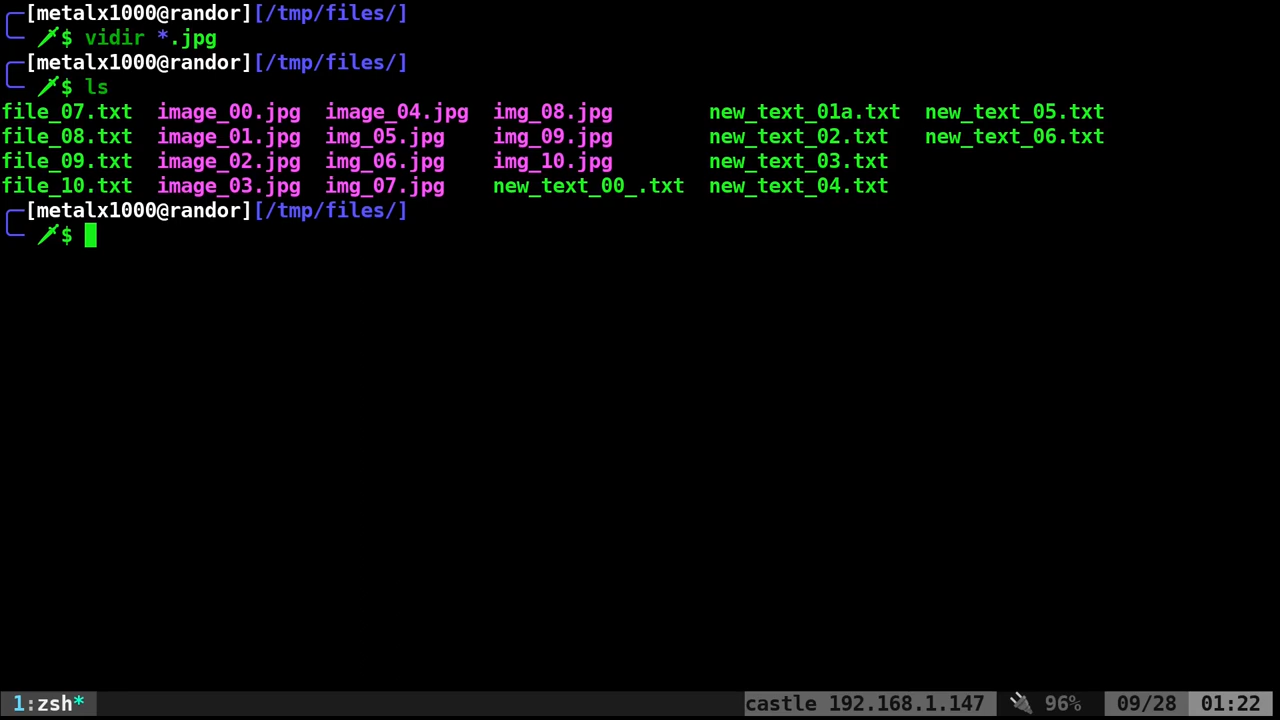 [metalx1000@randor][/tmp/files/]
$ vidir *.jpg
[metalx1000@randor][/tmp/files/]
$ ls
file_07.txt  image_00.jpg  image_04.jpg  img_08.jpg        new_text_01a.txt  new_text_05.txt
file_08.txt  image_01.jpg  img_05.jpg    img_09.jpg        new_text_02.txt   new_text_06.txt
file_09.txt  image_02.jpg  img_06.jpg    img_10.jpg        new_text_03.txt
file_10.txt  image_03.jpg  img_07.jpg    new_text_00_.txt  new_text_04.txt
[metalx1000@randor][/tmp/files/]
$
1:zsh* castle 192.168.1.147 96% 09/28 01:22